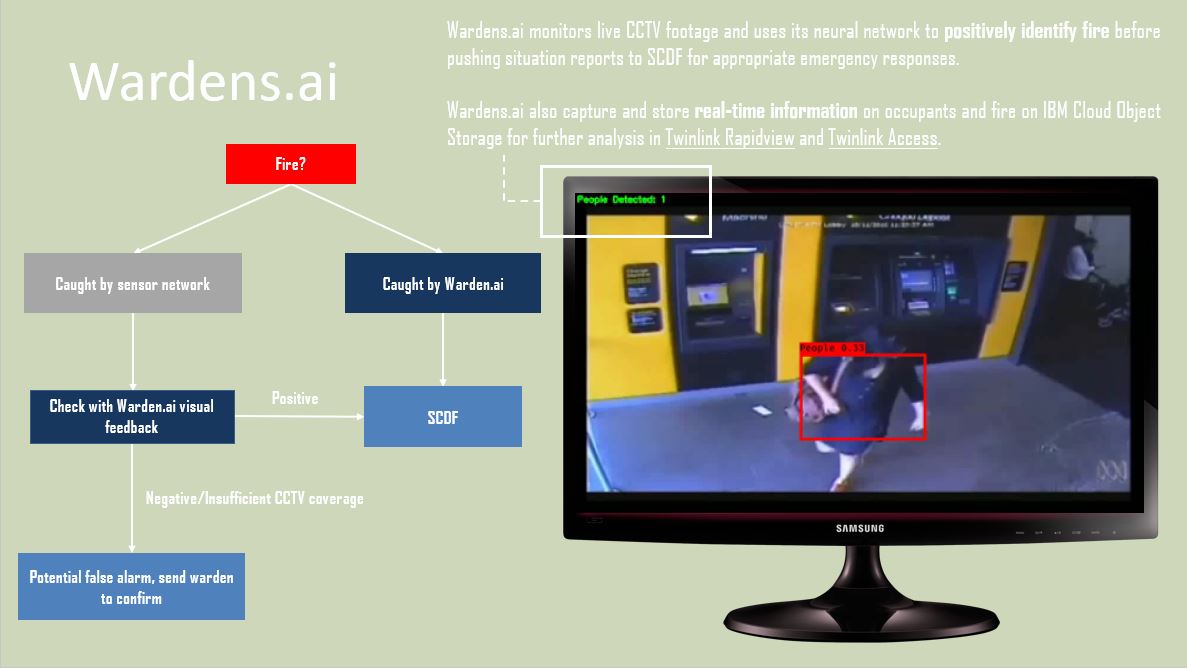 Wardens.ai
Wardens.ai monitors live CCTV footage and uses its neural network to positively identify fire before
pushing situation reports to SCDF for appropriate emergency responses.
Wardens.ai also capture and store real-time information on occupants and fire on IBM Cloud Object
Storage for further analysis in Twinlink Rapidview and Twinlink Access.
Fire?
Caught by sensor network
Caught by Warden.ai
Check with Warden.ai visual
feedback
Positive
SCDF
Negative/Insufficient CCTV coverage
Potential false alarm, send warden
to confirm
People Detected: 1
People 0.33
SAMSUNG